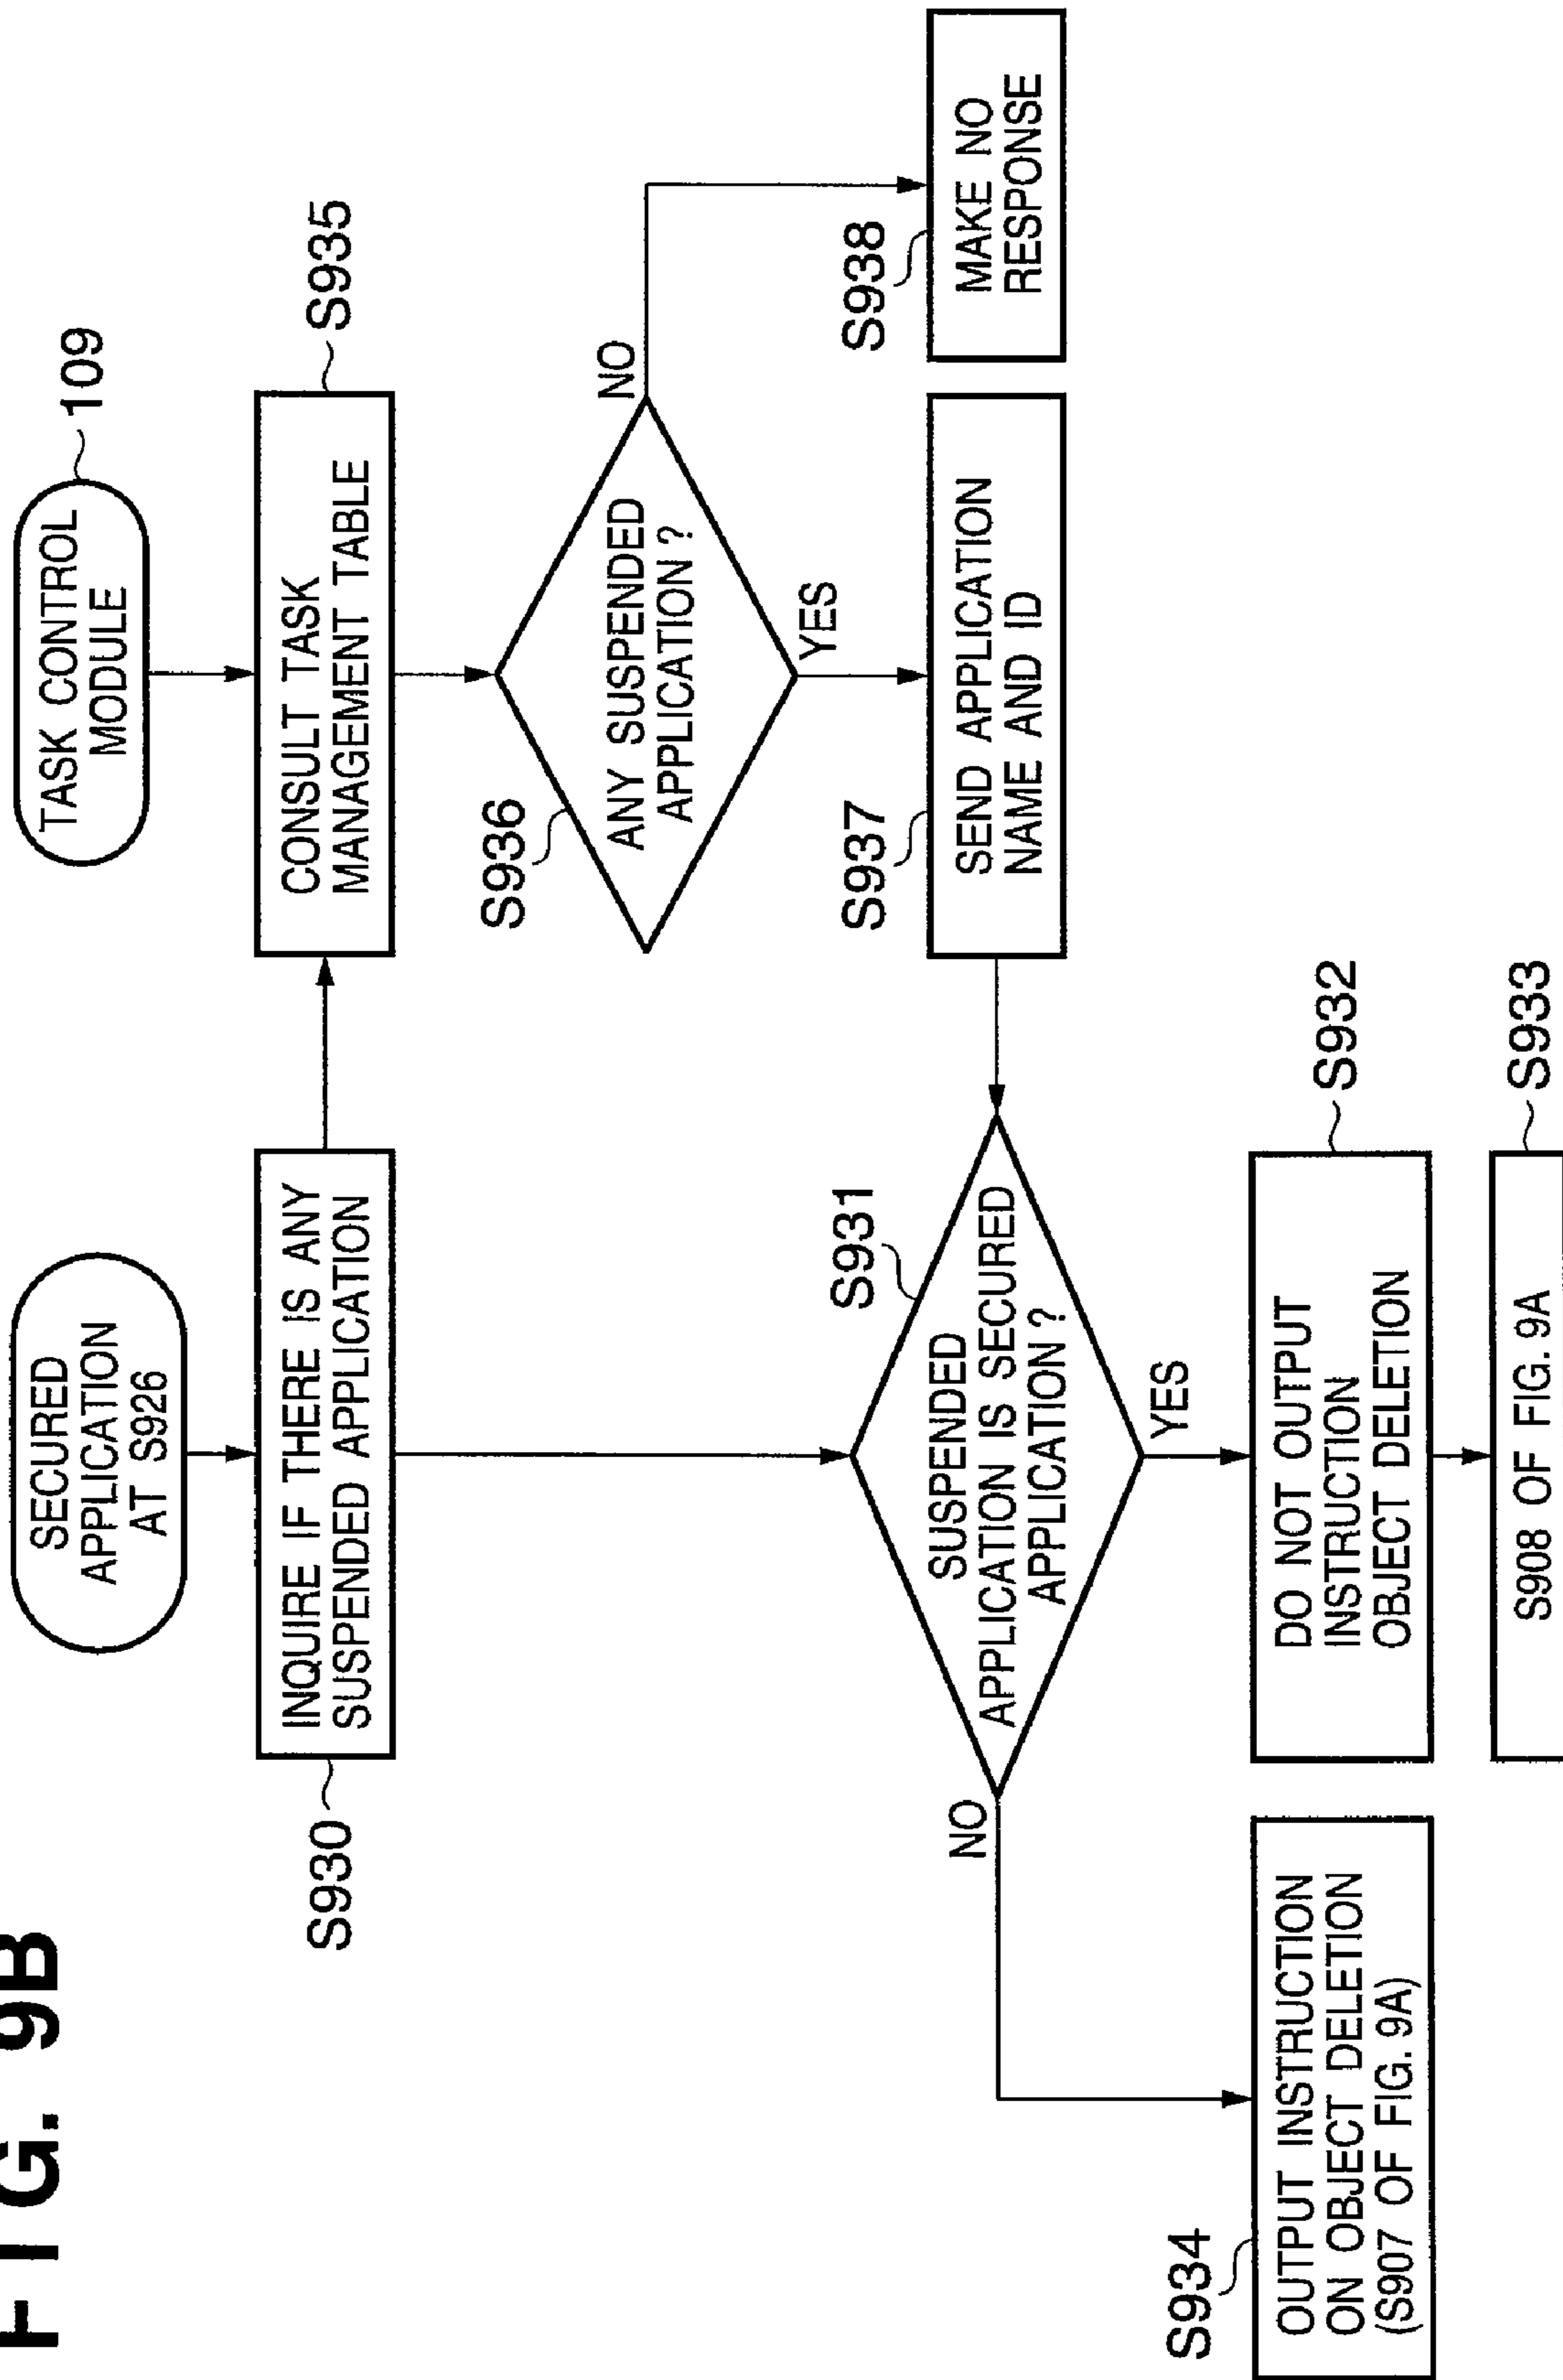 FIG. 9B
SECURED
APPLICATION
AT S926
TASK CONTROL
MODULE
109
S930
INQUIRE IF THERE IS ANY
SUSPENDED APPLICATION
CONSULT TASK
MANAGEMENT TABLE
S935
S936
ANY SUSPENDED
APPLICATION ?
NO
YES
S937
SEND APPLICATION
NAME AND ID
S938
MAKE NO
RESPONSE
S931
SUSPENDED
APPLICATION IS SECURED
APPLICATION ?
NO
YES
S934
OUTPUT INSTRUCTION
ON OBJECT DELETION
(S907 OF FIG. 9A)
DO NOT OUTPUT
INSTRUCTION
OBJECT DELETION
S932
S908 OF FIG. 9A
S933